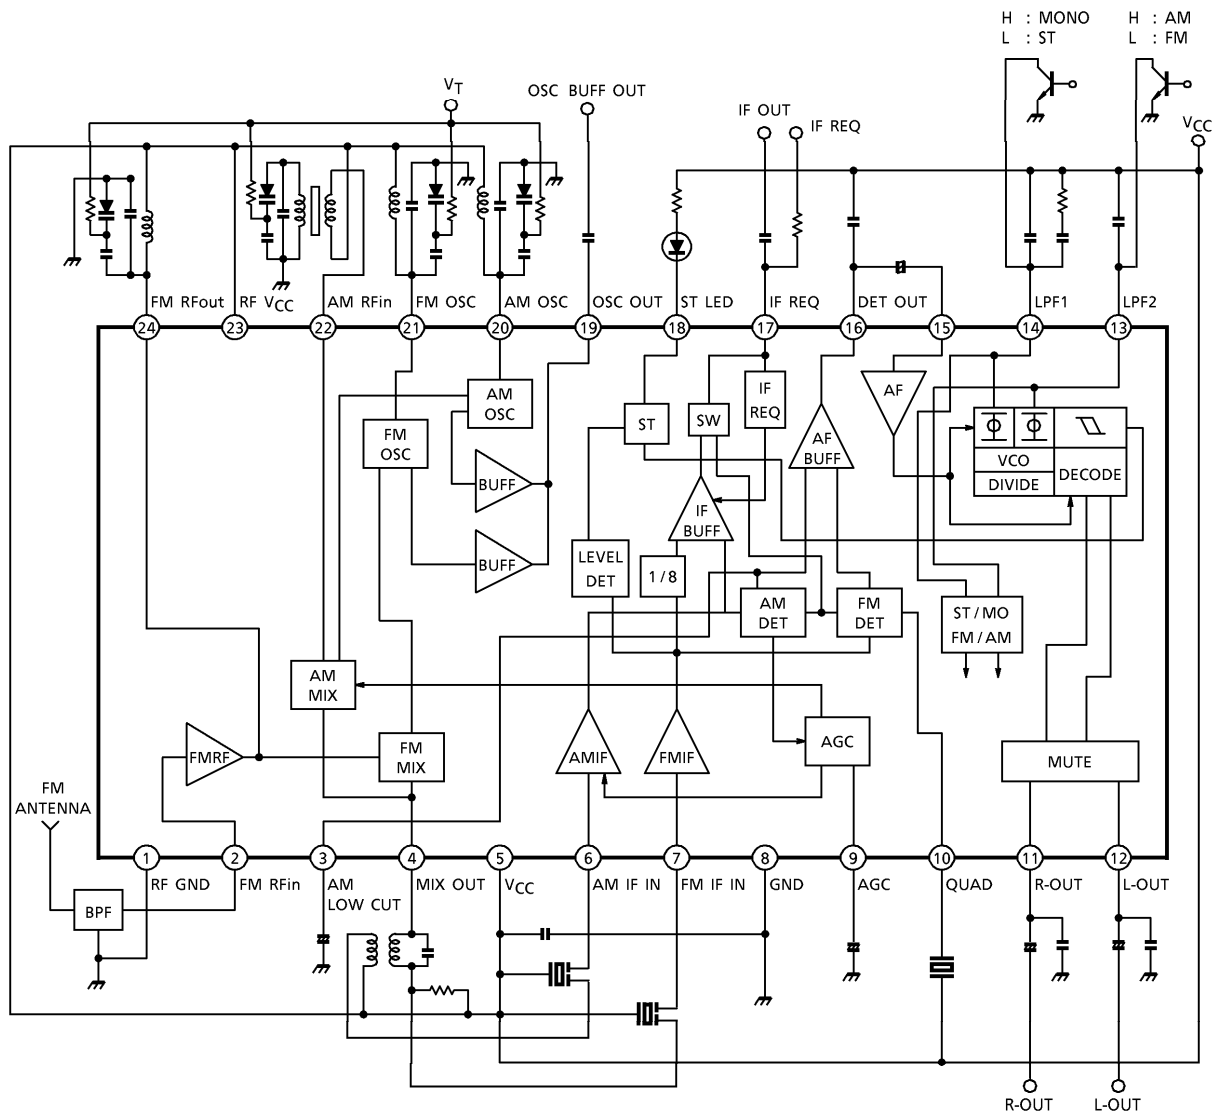 H : MONO
L : ST
H : AM
L : FM
VT
OSC BUFF OUT
IF OUT
IF REQ
VCC
FM RFout
RF VCC
AM RFin
FM OSC
AM OSC
OSC OUT
ST LED
IF REQ
DET OUT
LPF1
LPF2
24
23
22
21
20
19
18
17
16
15
14
13
AM
OSC
FM
OSC
BUFF
BUFF
ST
SW
IF
REQ
AF
BUFF
AF
VCO
DIVIDE
DECODE
IF
BUFF
LEVEL
DET
1/8
AM
DET
FM
DET
ST/MO
FM/AM
AM
MIX
FMRF
FM
MIX
AMIF
FMIF
AGC
MUTE
FM
ANTENNA
1
2
3
4
5
6
7
8
9
10
11
12
RF GND
FM RFin
AM
LOW CUT
MIX OUT
VCC
AM IF IN
FM IF IN
GND
AGC
QUAD
R-OUT
L-OUT
BPF
R-OUT
L-OUT